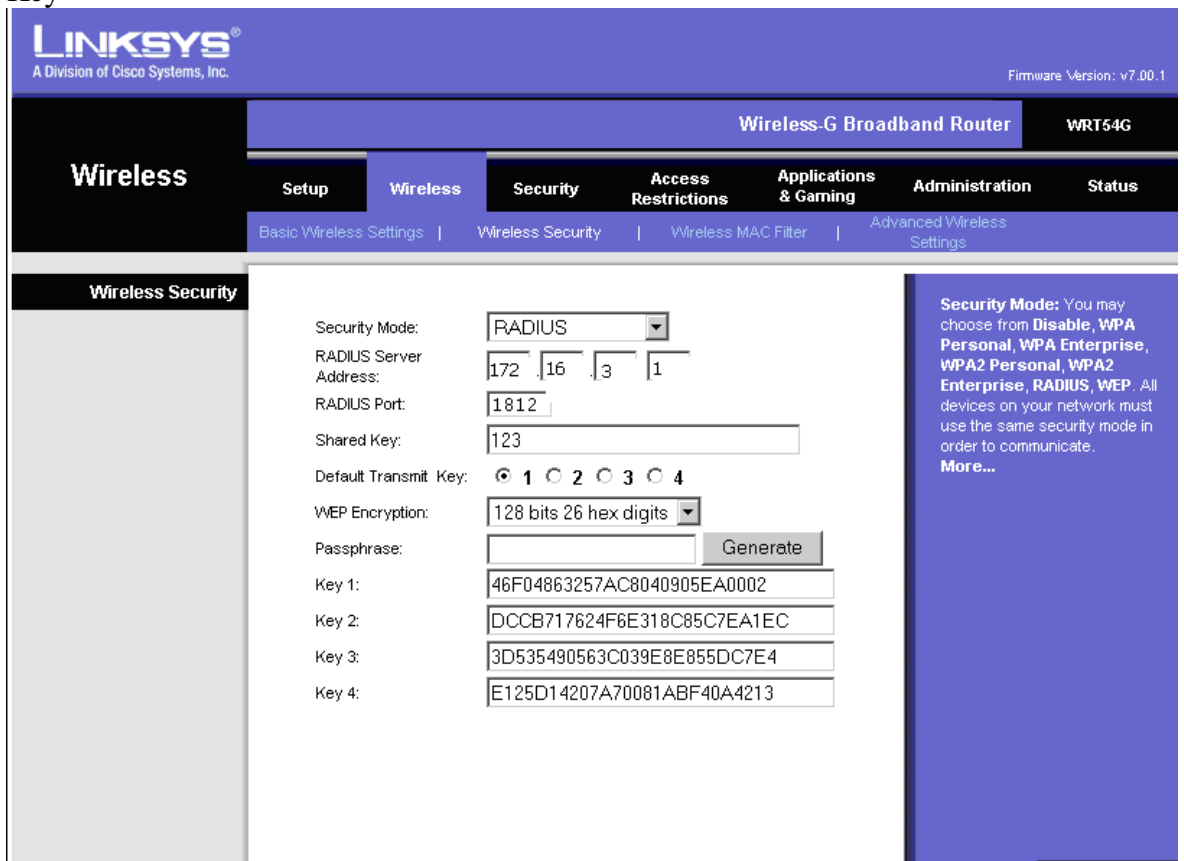 LINKSYS®
A Division of Cisco Systems, Inc.
Firmware Version: v7.00.1
Wireless-G Broadband Router WRT54G
Wireless
Setup Wireless Security Access Restrictions Applications & Gaming Administration Status
Basic Wireless Settings | Wireless Security | Wireless MAC Filter | Advanced Wireless Settings
Wireless Security
Security Mode: RADIUS
RADIUS Server Address: 172 . 16 . 3 1
RADIUS Port: 1812
Shared Key: 123
Default Transmit Key: 1 2 3 4
WEP Encryption: 128 bits 26 hex digits
Passphrase: Generate
Key 1: 46F04863257AC8040905EA0002
Key 2: DCCB717624F6E318C85C7EA1EC
Key 3: 3D535490563C039E8E855DC7E4
Key 4: E125D14207A70081ABF40A4213
Security Mode: You may
choose from Disable, WPA
Personal, WPA Enterprise,
WPA2 Personal, WPA2
Enterprise, RADIUS, WEP. All
devices on your network must
use the same security mode in
order to communicate.
More...